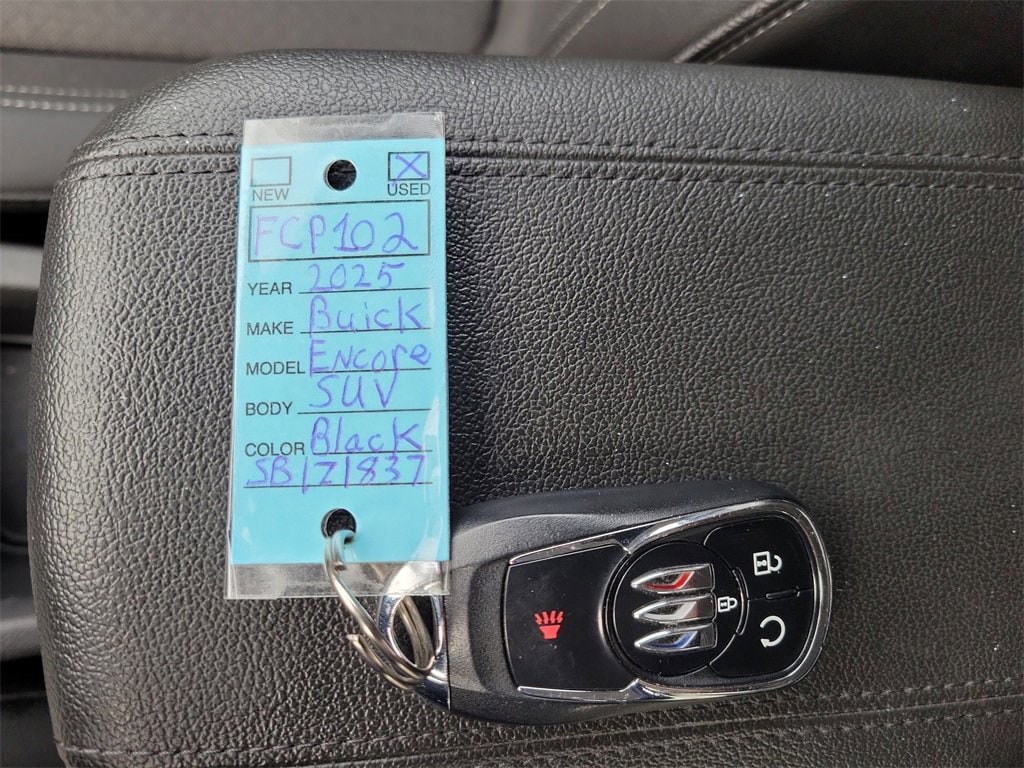 NEW
X
USED
FCP102
YEAR 2025
MAKE Buick
MODEL Encore
BODY SUV
COLOR Black
SB121837